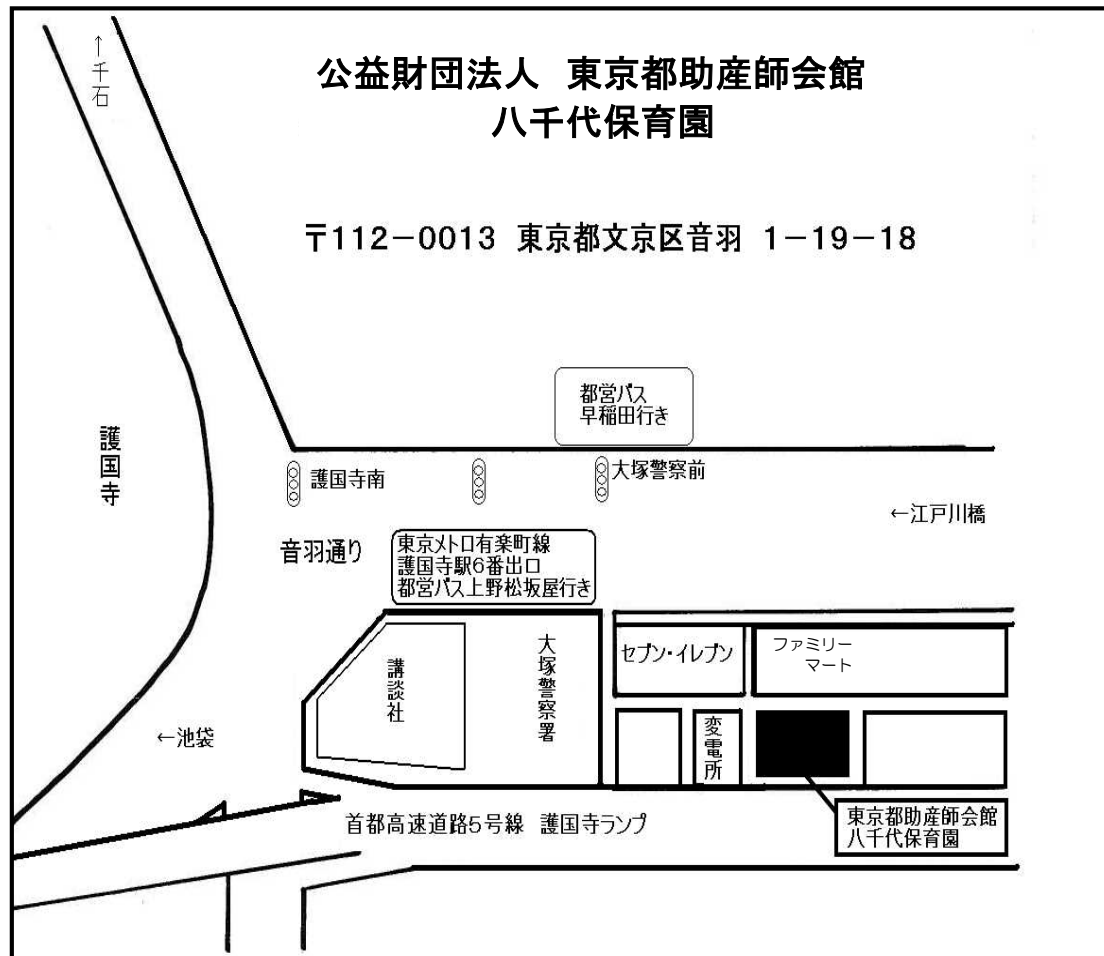 ↑千石
公益財団法人 東京都助産師会館
八千代保育園
〒112-0013 東京都文京区音羽 1-19-18
都営バス
早稲田行き
護国寺
護国寺南
大塚警察前
←江戸川橋
音羽通り
東京メトロ有楽町線
護国寺駅6番出口
都営バス上野松坂屋行き
講談社
大塚警察署
セブン・イレブン
ファミリー
マート
←池袋
変電所
首都高速道路5号線 護国寺ランプ
東京都助産師会館
八千代保育園